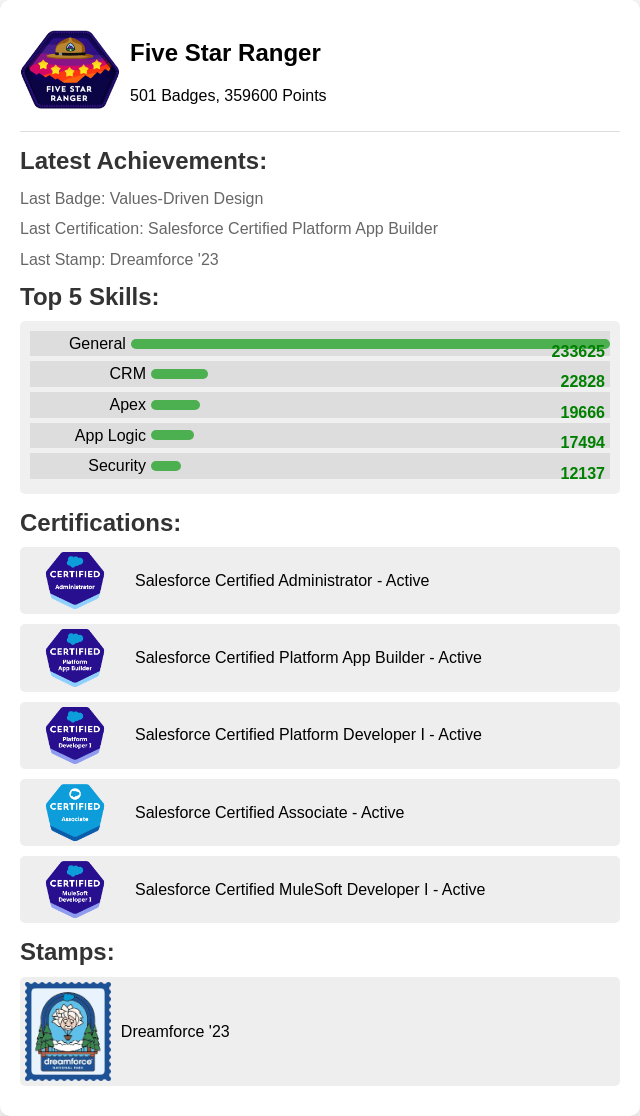 FIVE STAR
RANGER
Five Star Ranger
501 Badges, 359600 Points
Latest Achievements:
Last Badge: Values-Driven Design
Last Certification: Salesforce Certified Platform App Builder
Last Stamp: Dreamforce '23
Top 5 Skills:
General 233625
CRM 22828
Apex 19666
App Logic 17494
Security 12137
Certifications:
CERTIFIED
Administrator
Salesforce Certified Administrator - Active
CERTIFIED
Platform
App Builder
Salesforce Certified Platform App Builder - Active
CERTIFIED
Platform
Developer I
Salesforce Certified Platform Developer I - Active
CERTIFIED
Associate
Salesforce Certified Associate - Active
CERTIFIED
MuleSoft
Developer I
Salesforce Certified MuleSoft Developer I - Active
Stamps:
dreamforce
NATIONAL PARK
Dreamforce '23